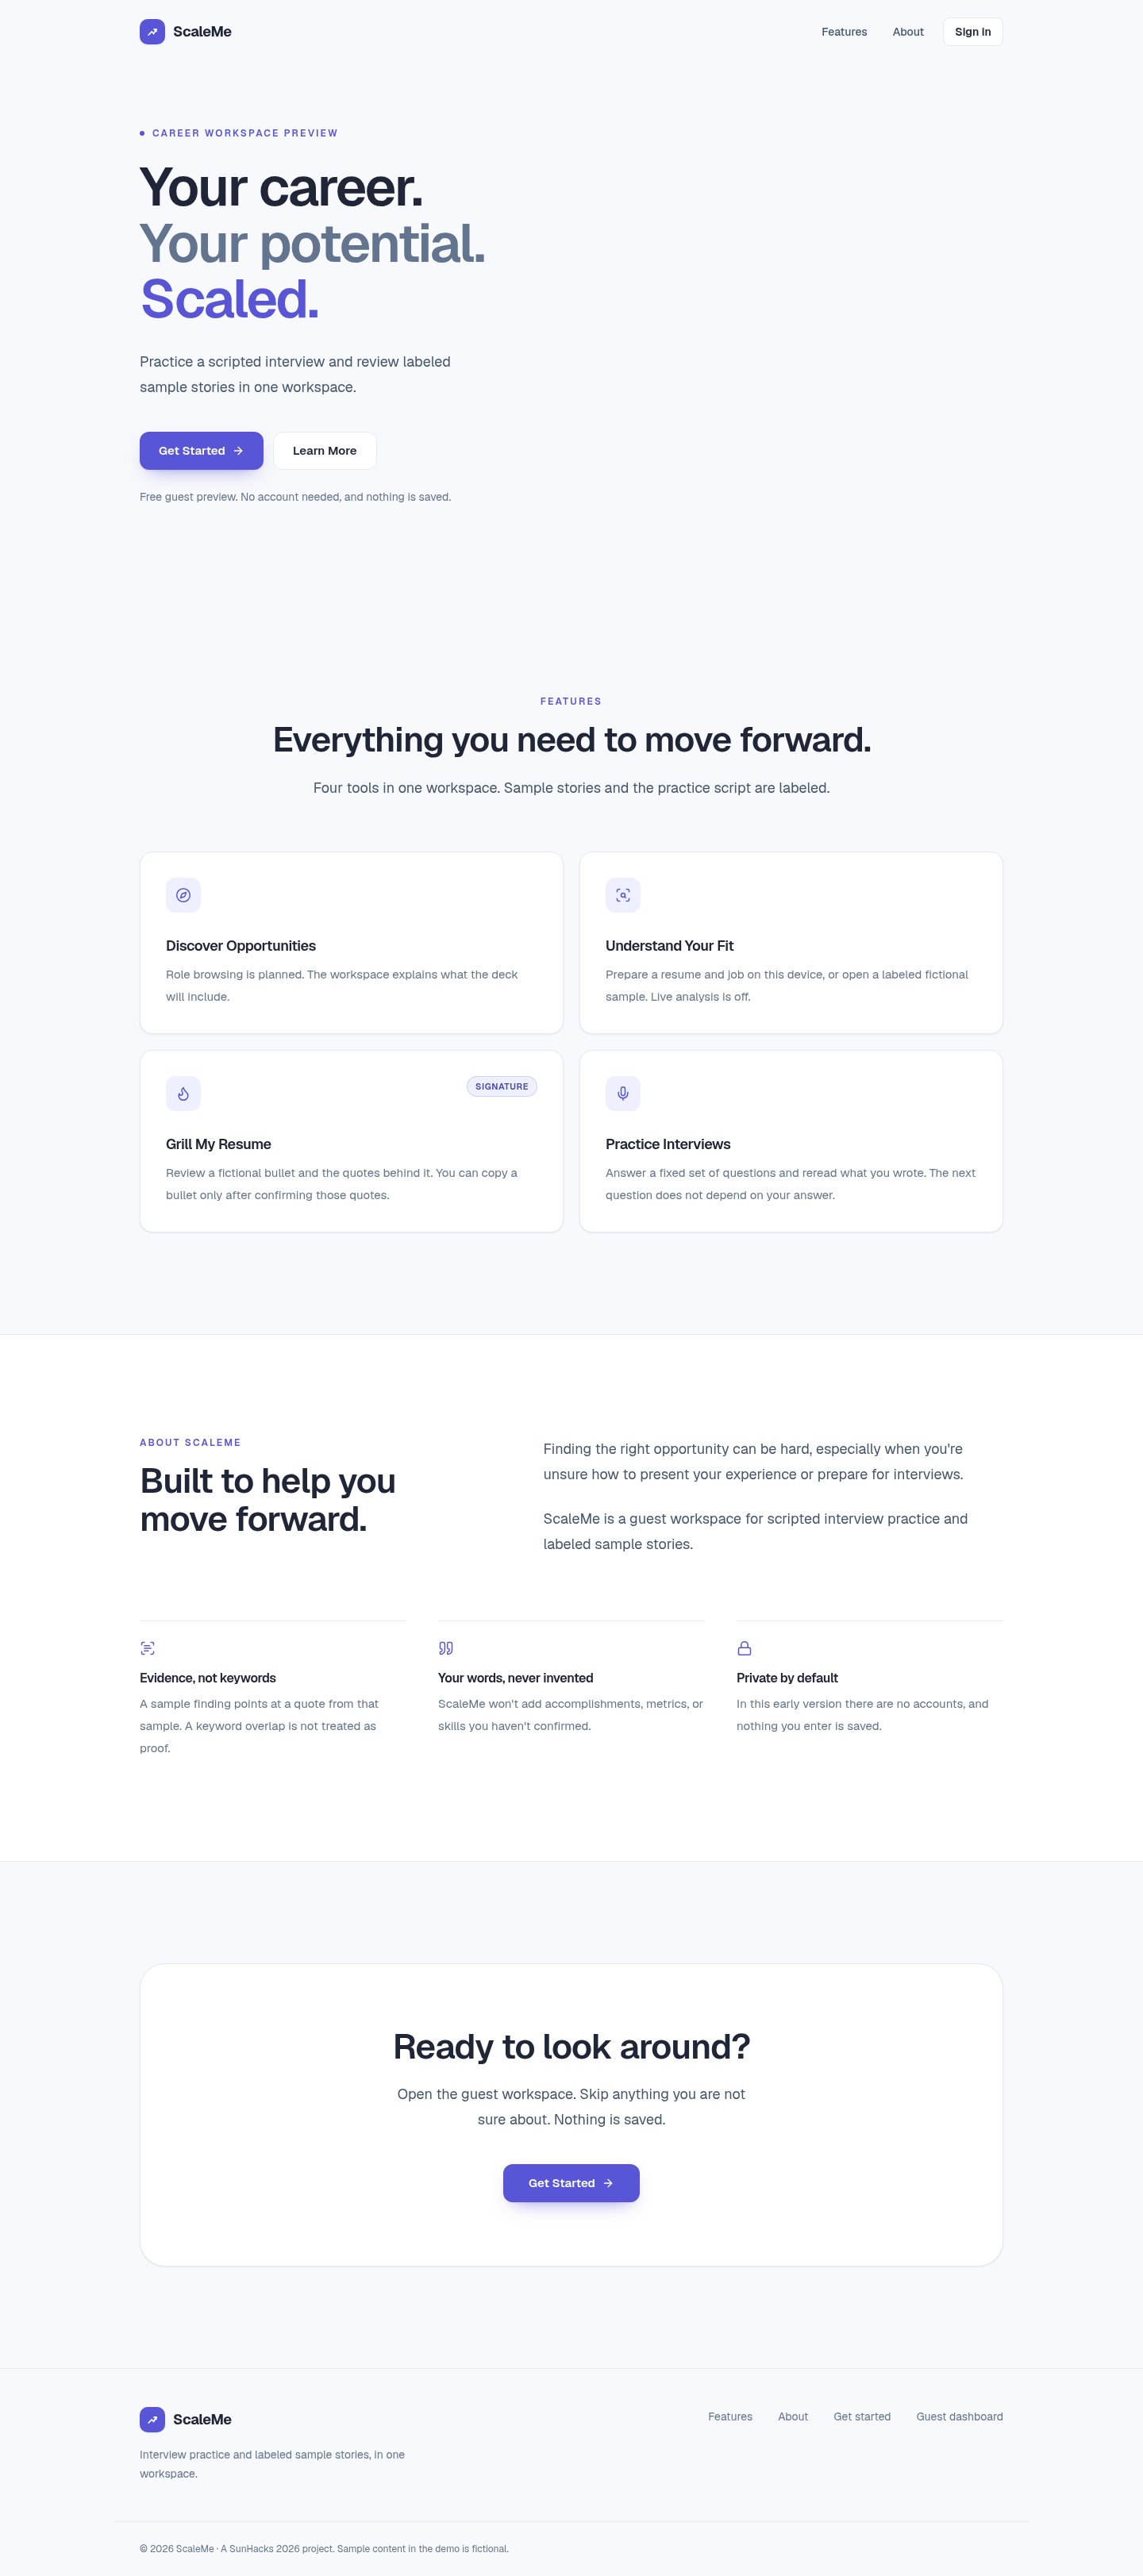 ScaleMe
Features
About
Sign in
CAREER WORKSPACE PREVIEW
Your career.
Your potential.
Scaled.
Practice a scripted interview and review labeled
sample stories in one workspace.
Get Started
Learn More
Free guest preview. No account needed, and nothing is saved.
FEATURES
Everything you need to move forward.
Four tools in one workspace. Sample stories and the practice script are labeled.
Discover Opportunities
Role browsing is planned. The workspace explains what the deck
will include.
Understand Your Fit
Prepare a resume and job on this device, or open a labeled fictional
sample. Live analysis is off.
SIGNATURE
Grill My Resume
Review a fictional bullet and the quotes behind it. You can copy a
bullet only after confirming those quotes.
Practice Interviews
Answer a fixed set of questions and reread what you wrote. The next
question does not depend on your answer.
ABOUT SCALEME
Built to help you
move forward.
Finding the right opportunity can be hard, especially when you're
unsure how to present your experience or prepare for interviews.
ScaleMe is a guest workspace for scripted interview practice and
labeled sample stories.
Evidence, not keywords
A sample finding points at a quote from that
sample. A keyword overlap is not treated as
proof.
Your words, never invented
ScaleMe won't add accomplishments, metrics, or
skills you haven't confirmed.
Private by default
In this early version there are no accounts, and
nothing you enter is saved.
Ready to look around?
Open the guest workspace. Skip anything you are not
sure about. Nothing is saved.
Get Started
ScaleMe
Interview practice and labeled sample stories, in one
workspace.
Features
About
Get started
Guest dashboard
© 2026 ScaleMe · A SunHacks 2026 project. Sample content in the demo is fictional.